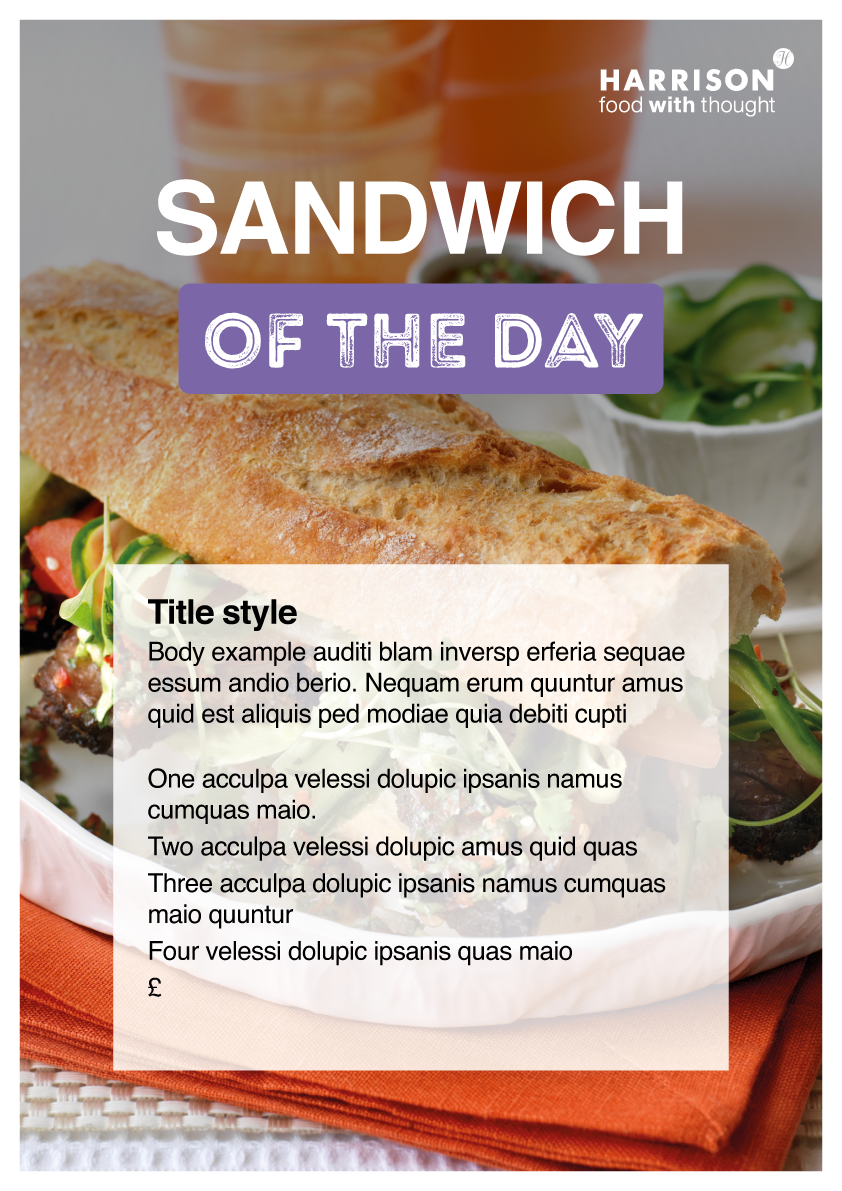 H
HARRISON
food with thought
SANDWICH
OF THE DAY
Title style
Body example auditi blam inversp erferia sequae
essum andio berio. Nequam erum quuntur amus
quid est aliquis ped modiae quia debiti cupti
One acculpa velessi dolupic ipsanis namus
cumquas maio.
Two acculpa velessi dolupic amus quid quas
Three acculpa dolupic ipsanis namus cumquas
maio quuntur
Four velessi dolupic ipsanis quas maio
£